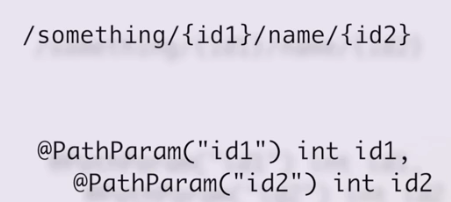 /something/{id1}/name/{id2}
@PathParam("id1") int id1,
@PathParam("id2") int id2